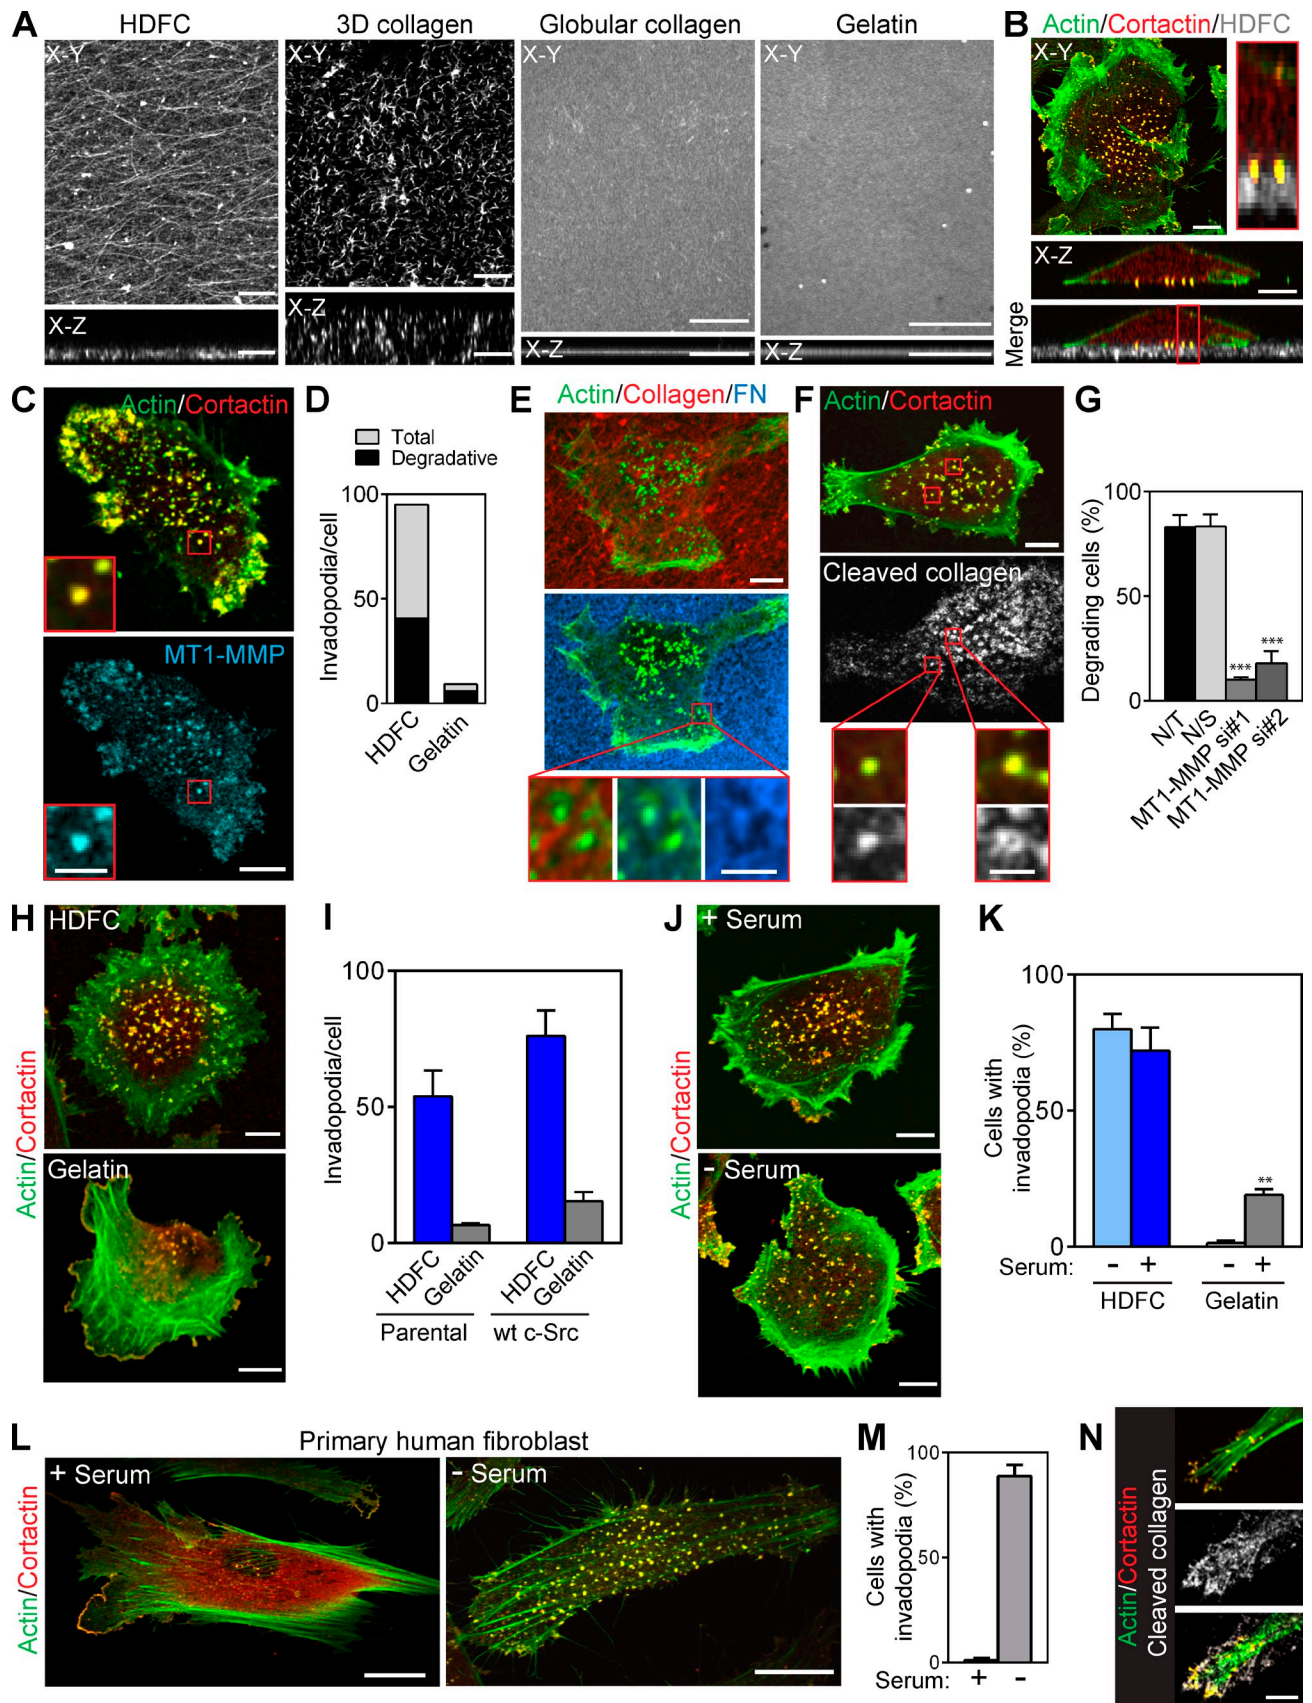 A
HDFC
3D collagen
Globular collagen
Gelatin
X-Y
X-Y
X-Y
X-Y
X-Z
X-Z
X-Z
X-Z
B
Actin/Cortactin/HDFC
X-Y
X-Z
Merge
C
Actin/Cortactin
MT1-MMP
D
Total
Degradative
Invadopodia/cell
100
50
0
HDFC
Gelatin
E
Actin/Collagen/FN
F
Actin/Cortactin
Cleaved collagen
G
Degrading cells (%)
100
50
0
***
***
N/T
N/S
MT1-MMP si#1
MT1-MMP si#2
H
HDFC
Gelatin
Actin/Cortactin
I
Invadopodia/cell
100
50
0
HDFC
Gelatin
HDFC
Gelatin
Parental
wt c-Src
J
+ Serum
- Serum
Actin/Cortactin
K
Cells with
invadopodia (%)
100
50
0
**
Serum: - + - +
HDFC
Gelatin
L
Primary human fibroblast
+ Serum
- Serum
Actin/Cortactin
M
Cells with
invadopodia (%)
100
50
0
Serum: + -
N
Actin/Cortactin
Cleaved collagen